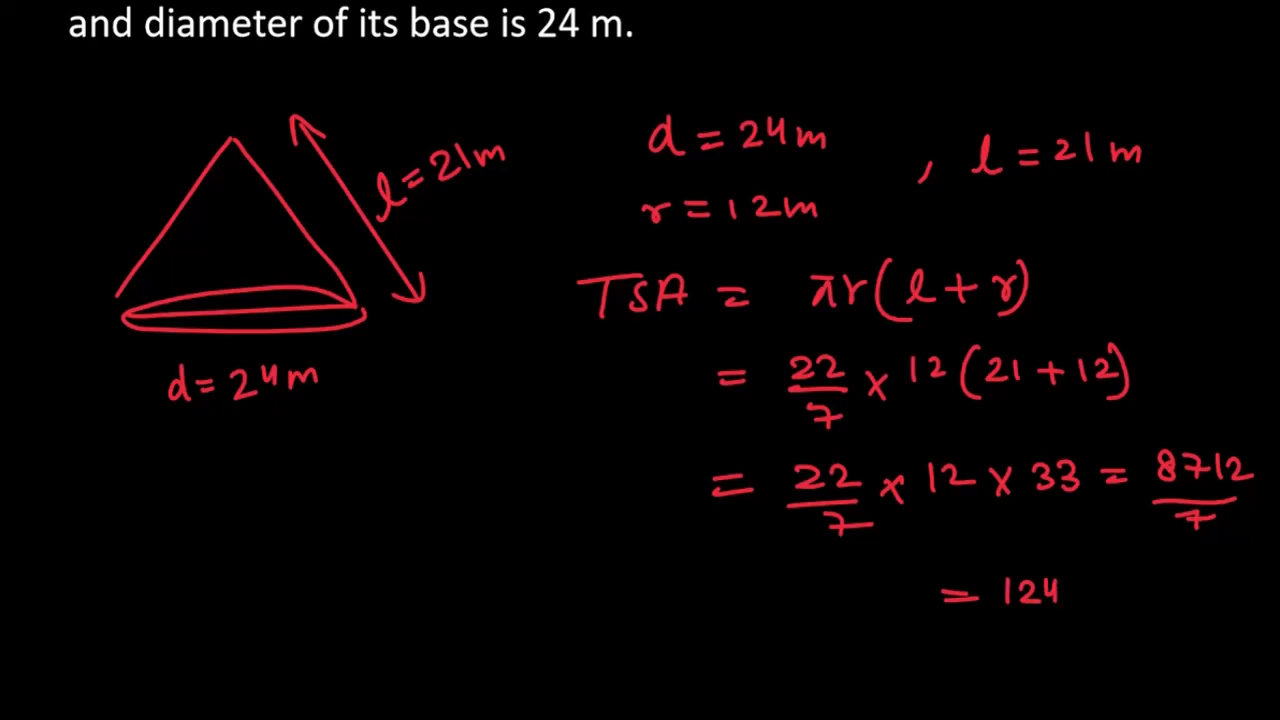 and diameter of its base is 24 m.
l = 21m
d = 24m
d = 24m , l = 21m
r = 12m
TSA = πr(l + r)
= 22/7 × 12 (21 + 12)
= 22/7 × 12 × 33 = 8712/7
= 124